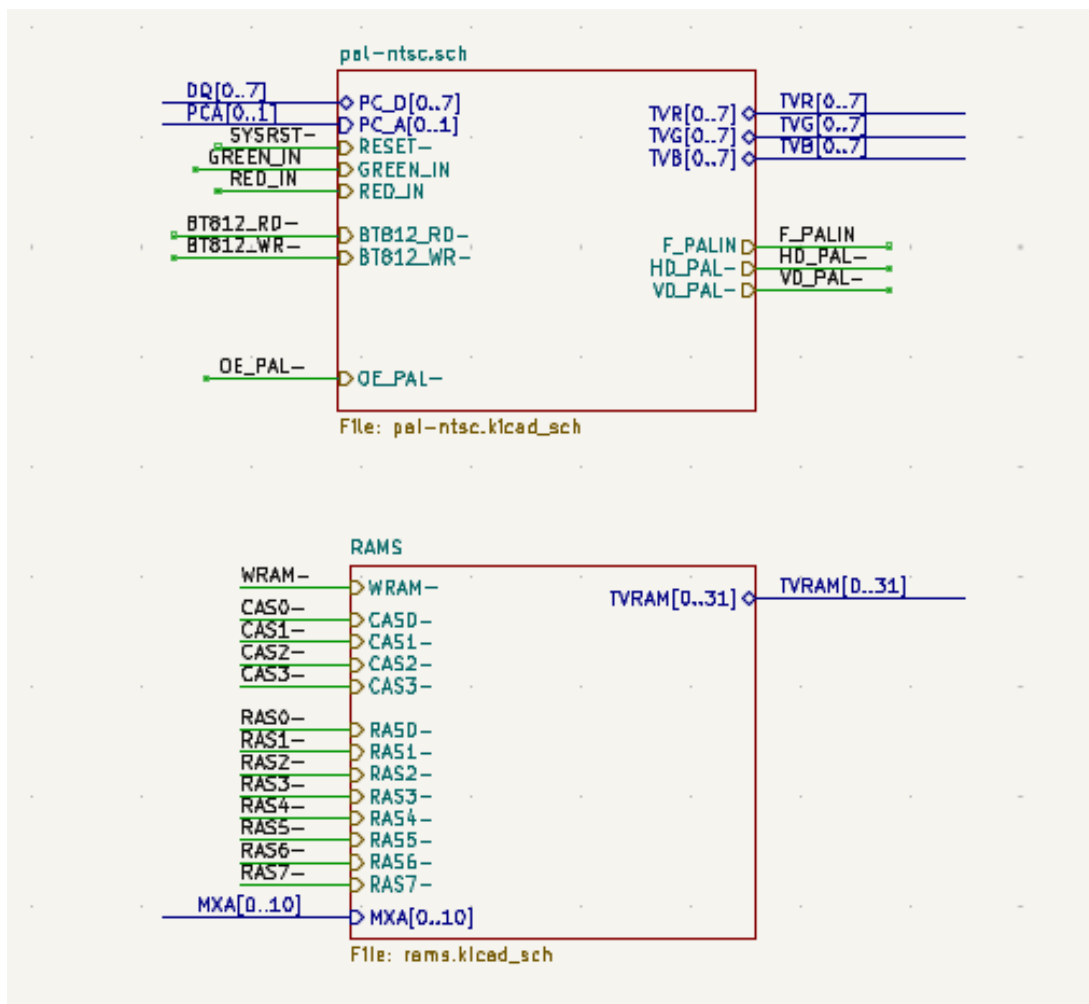 pal-ntsc.sch
DQ[0..7]
PC_D[0..7]
PCA[0..1]
PC_A[0..1]
SYSRST-
RESET-
GREEN_IN
GREEN_IN
RED_IN
RED_IN
BT812_RD-
BT812_RD-
BT812_WR-
BT812_WR-
OE_PAL-
OE_PAL-
TVR[0..7]
TVR[0..7]
TVG[0..7]
TVG[0..7]
TVB[0..7]
TVB[0..7]
F_PALIN
F_PALIN
HD_PAL-
HD_PAL-
VD_PAL-
VD_PAL-
File: pal-ntsc.kicad_sch
RAMS
WRAM-
WRAM-
CAS0-
CAS0-
CAS1-
CAS1-
CAS2-
CAS2-
CAS3-
CAS3-
RAS0-
RAS0-
RAS1-
RAS1-
RAS2-
RAS2-
RAS3-
RAS3-
RAS4-
RAS4-
RAS5-
RAS5-
RAS6-
RAS6-
RAS7-
RAS7-
MXA[0..10]
MXA[0..10]
TVRAM[0..31]
TVRAM[0..31]
File: rams.kicad_sch